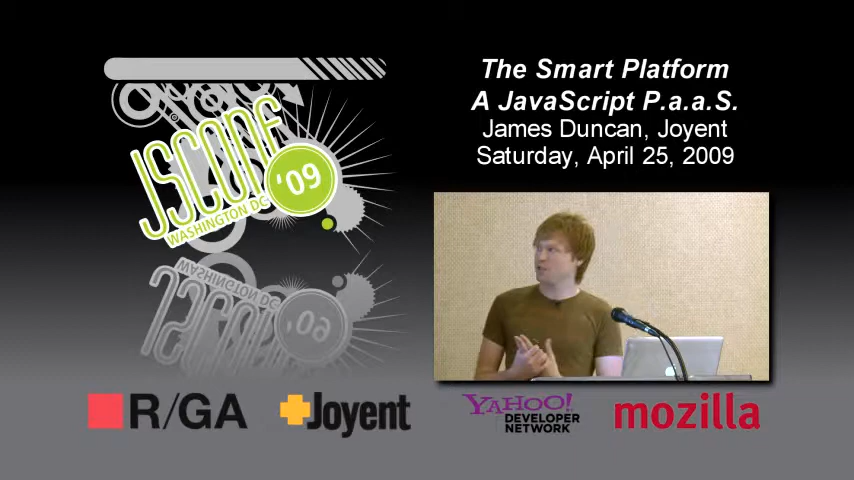 The Smart Platform
A JavaScript P.a.a.S.
James Duncan, Joyent
Saturday, April 25, 2009
JSCONF
'09
WASHINGTON DC
R/GA
Joyent
YAHOO!
DEVELOPER
NETWORK
mozilla